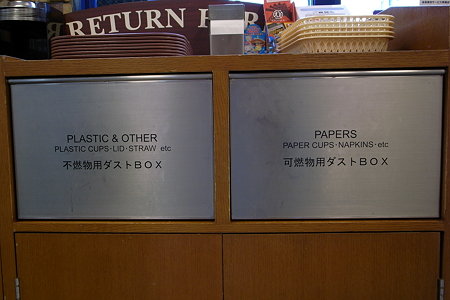 RETURN
PLASTIC & OTHER
PLASTIC CUPS・LID・STRAW etc
不燃物用ダストBOX
PAPERS
PAPER CUPS・NAPKINS・etc
可燃物用ダストBOX